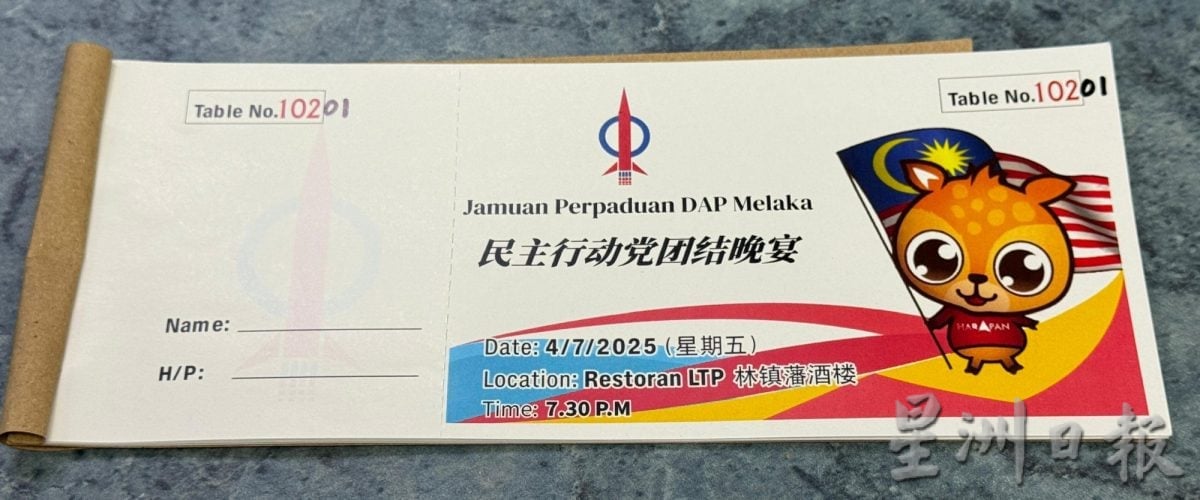 Table No.10201
Name:
H/P:
Table No.10201
Jamuan Perpaduan DAP Melaka
民主行动党团结晚宴
HARAPAN
Date: 4/7/2025 (星期五)
Location: Restoran LTP 林镇藩酒楼
Time: 7.30 P.M
星洲日報